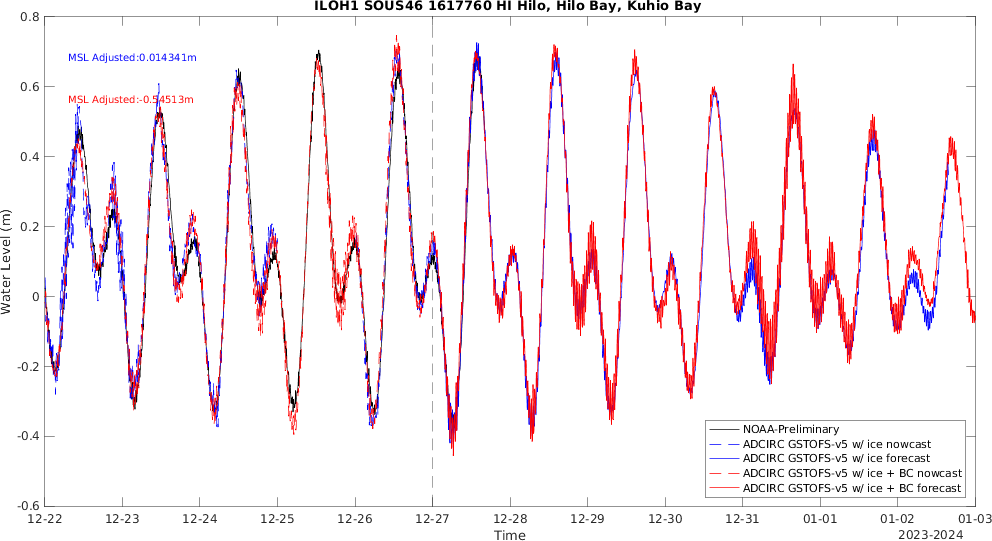 ILOH1 SOUS46 1617760 HI Hilo, Hilo Bay, Kuhio Bay
0.8
0.6
0.4
0.2
0
-0.2
-0.4
-0.6
Water Level (m)
MSL Adjusted:0.014341m
MSL Adjusted:-0.54513m
NOAA-Preliminary
ADCIRC GSTOFS-v5 w/ ice nowcast
ADCIRC GSTOFS-v5 w/ ice forecast
ADCIRC GSTOFS-v5 w/ ice + BC nowcast
ADCIRC GSTOFS-v5 w/ ice + BC forecast
12-22 12-23 12-24 12-25 12-26 12-27 12-28 12-29 12-30 12-31 01-01 01-02 01-03
Time
2023-2024